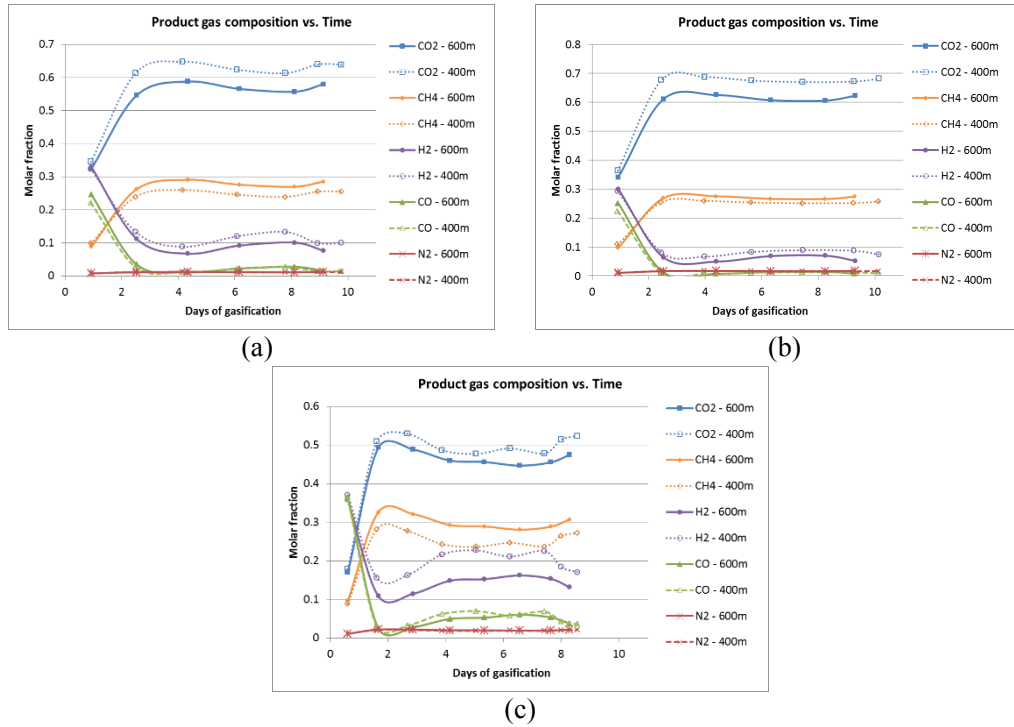 Product gas composition vs. Time
0.7
0.6
0.5
0.4
0.3
0.2
0.1
0
Molar fraction
0 2 4 6 8 10
Days of gasification
CO2 - 600m
CO2 - 400m
CH4 - 600m
CH4 - 400m
H2 - 600m
H2 - 400m
CO - 600m
CO - 400m
N2 - 600m
N2 - 400m
(a)
Product gas composition vs. Time
0.8
0.7
0.6
0.5
0.4
0.3
0.2
0.1
0
Molar fraction
0 2 4 6 8 10
Days of gasification
CO2 - 600m
CO2 - 400m
CH4 - 600m
CH4 - 400m
H2 - 600m
H2 - 400m
CO - 600m
CO - 400m
N2 - 600m
N2 - 400m
(b)
Product gas composition vs. Time
0.6
0.5
0.4
0.3
0.2
0.1
0
Molar fraction
0 2 4 6 8 10
Days of gasification
CO2 - 600m
CO2 - 400m
CH4 - 600m
CH4 - 400m
H2 - 600m
H2 - 400m
CO - 600m
CO - 400m
N2 - 600m
N2 - 400m
(c)